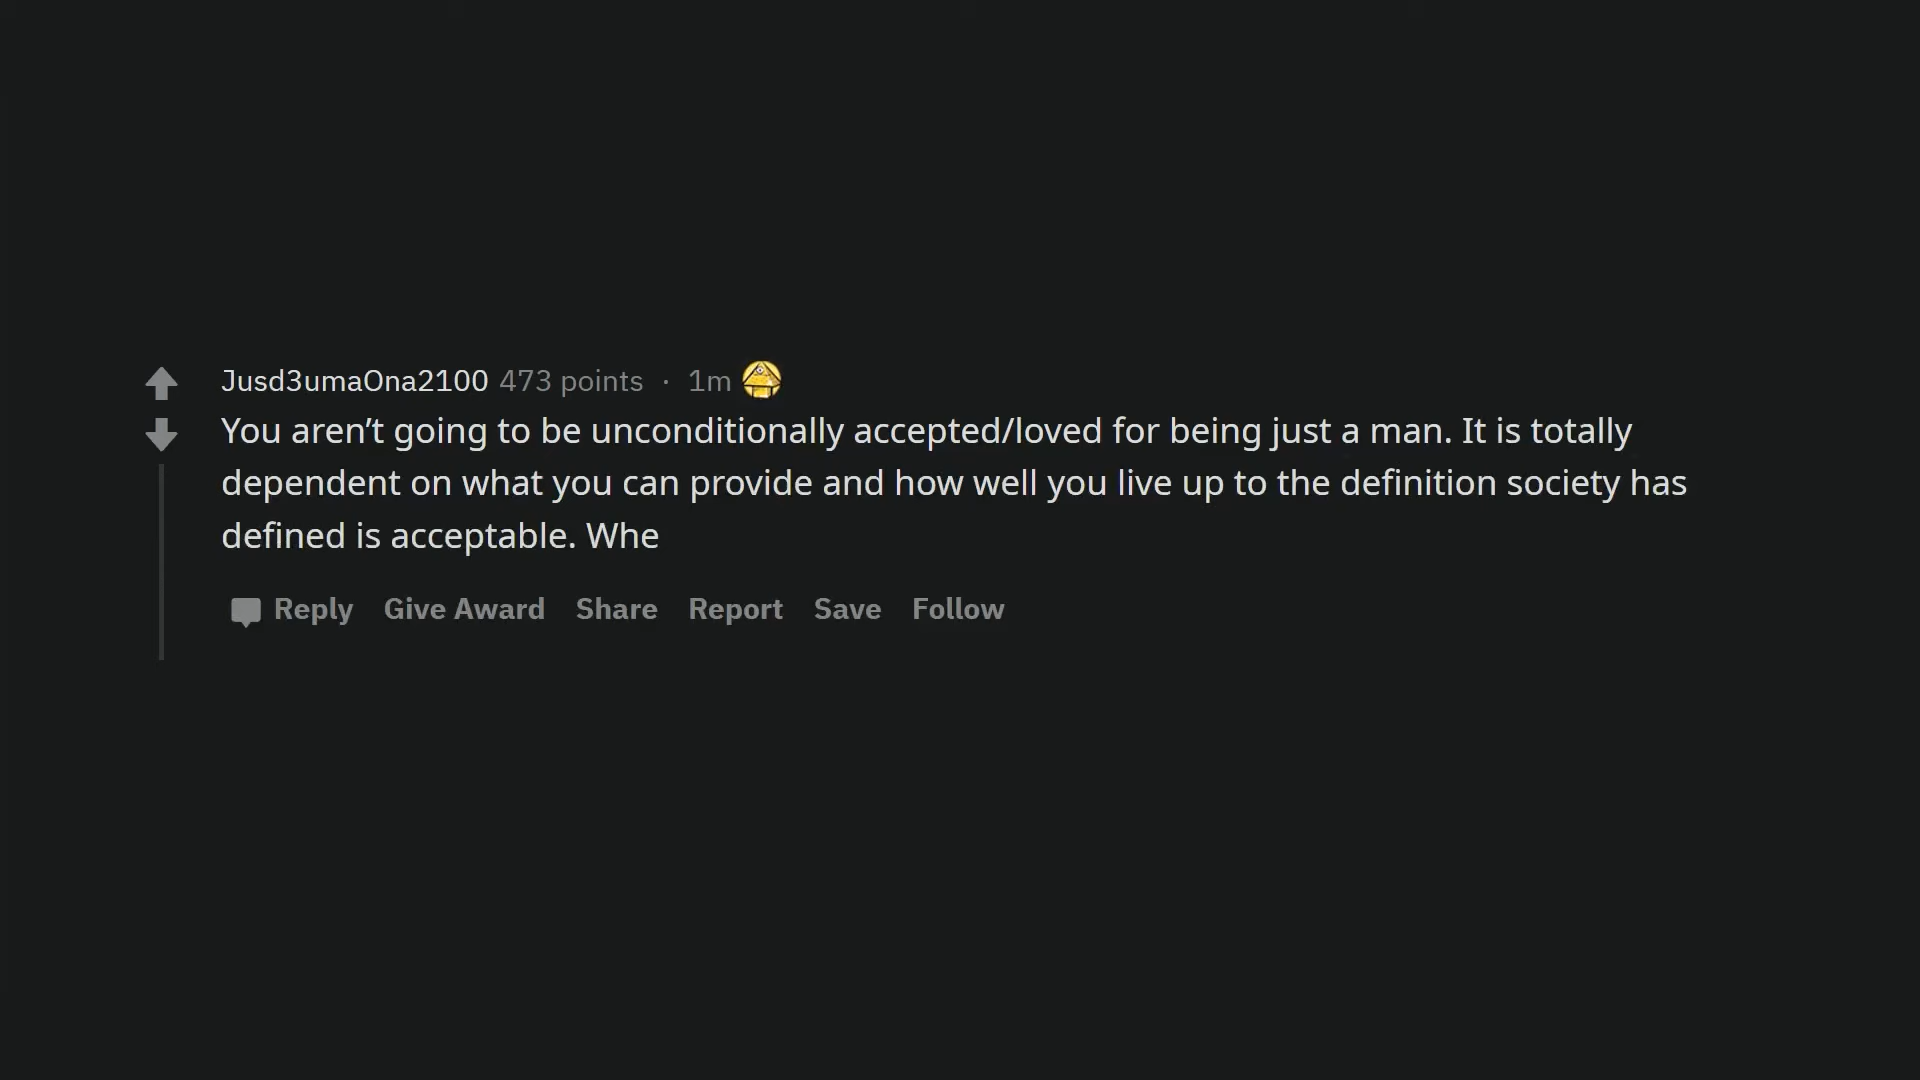 Jusd3umaOna2100 473 points · 1m
You aren’t going to be unconditionally accepted/loved for being just a man. It is totally
dependent on what you can provide and how well you live up to the definition society has
defined is acceptable. Whe
Reply Give Award Share Report Save Follow